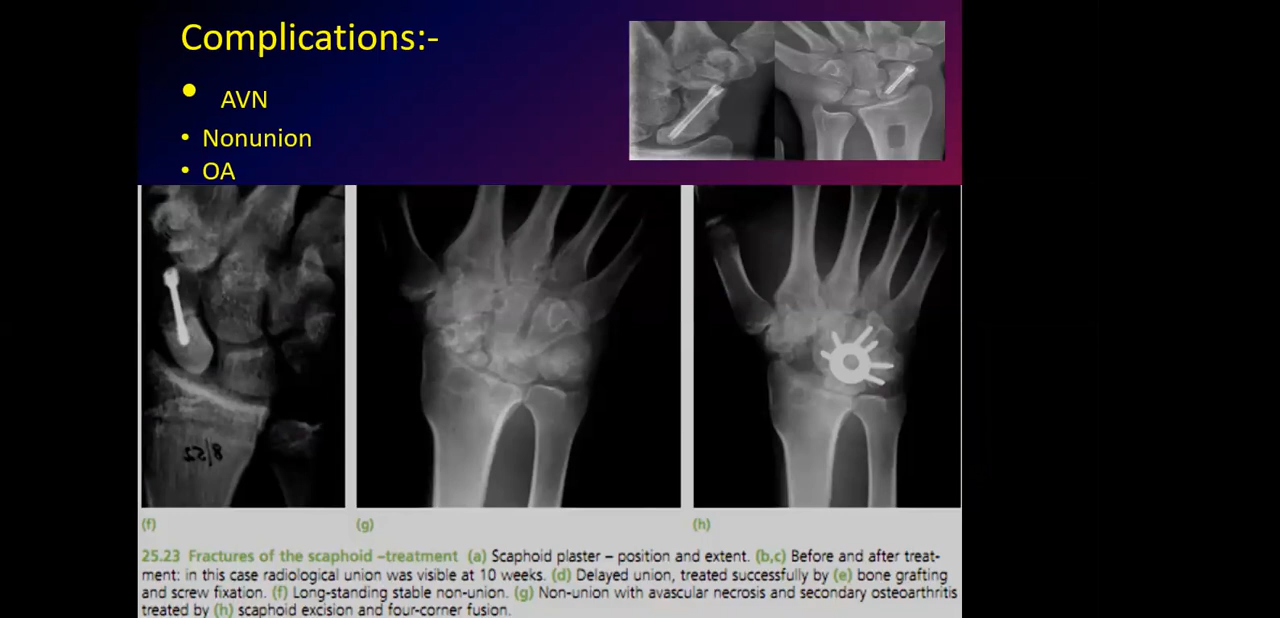 Complications:-
• AVN
• Nonunion
• OA
(f) (g) (h)
25.23 Fractures of the scaphoid –treatment (a) Scaphoid plaster – position and extent. (b,c) Before and after treat-
ment: in this case radiological union was visible at 10 weeks. (d) Delayed union, treated successfully by (e) bone grafting
and screw fixation. (f) Long-standing stable non-union. (g) Non-union with avascular necrosis and secondary osteoarthritis
treated by (h) scaphoid excision and four-corner fusion.